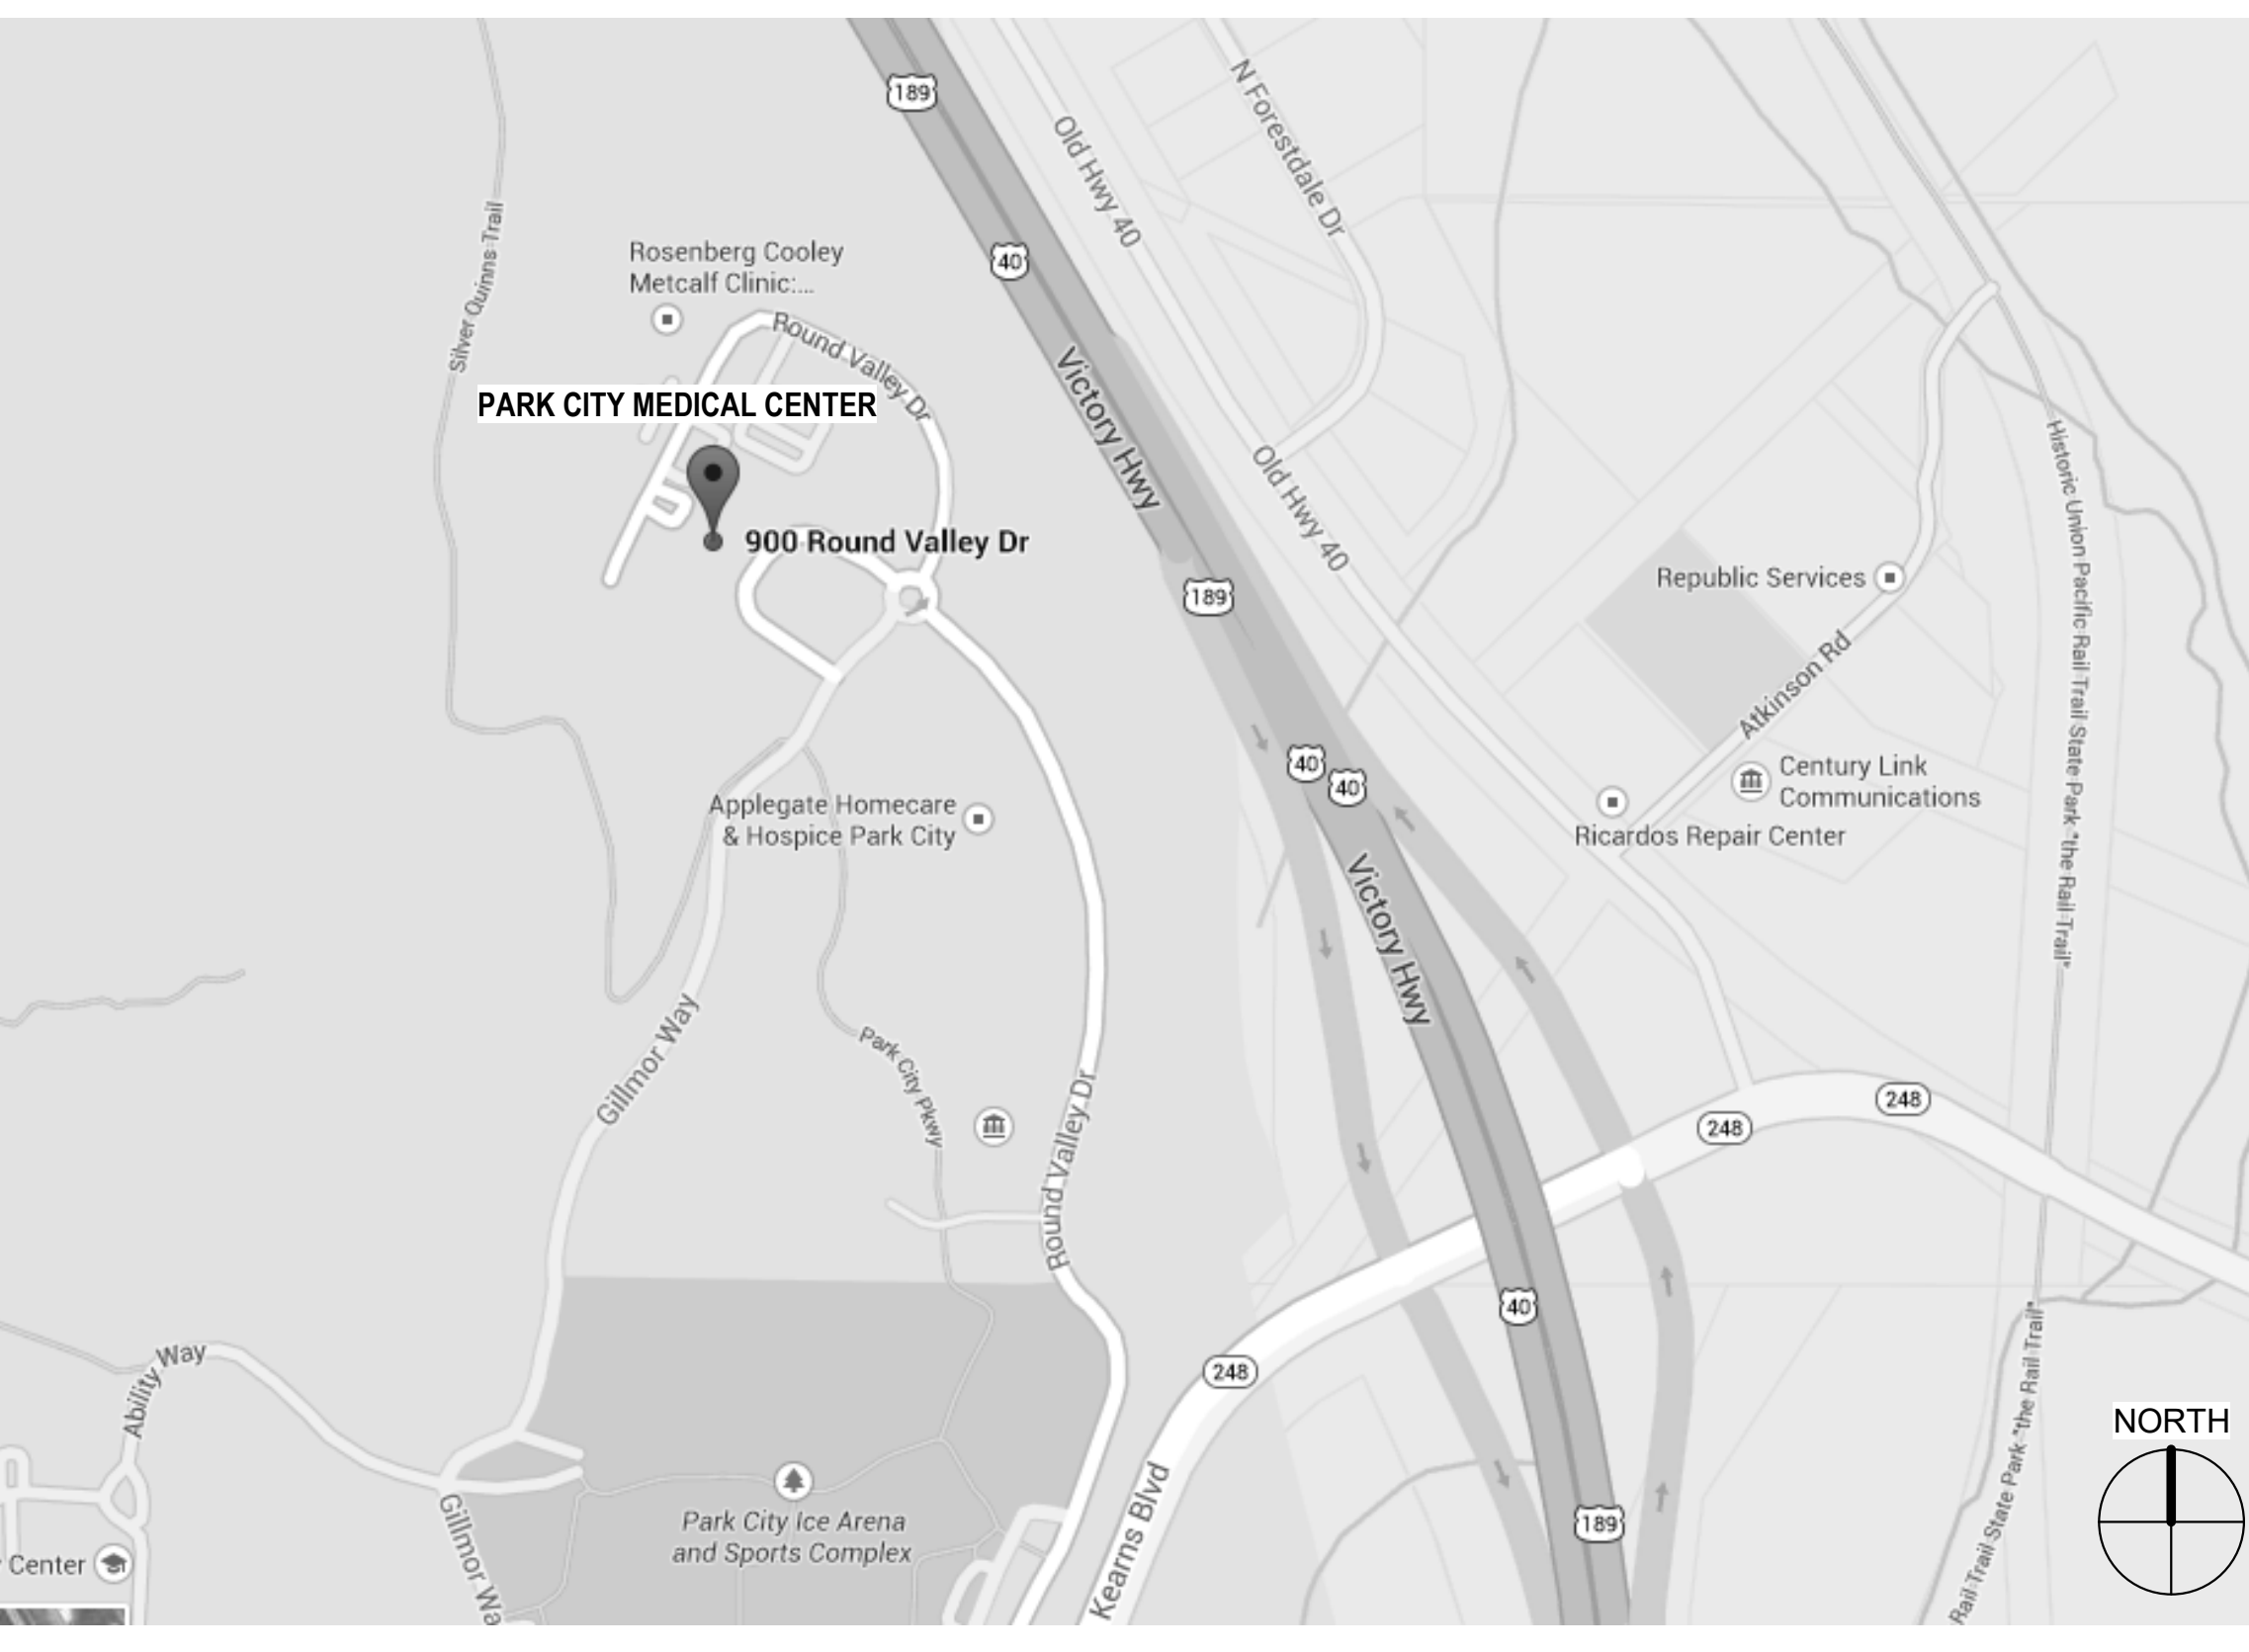 189
Old Hwy 40
N Forestdale Dr
Silver Quinns Trail
Rosenberg Cooley
Metcalf Clinic:...
40
Round Valley Dr
Victory Hwy
PARK CITY MEDICAL CENTER
Old Hwy 40
900 Round Valley Dr
189
Republic Services
Historic Union Pacific Rail Trail State Park "the Rail Trail"
Atkinson Rd
40
40
Century Link
Communications
Applegate Homecare
& Hospice Park City
Ricardos Repair Center
Victory Hwy
Gillmor Way
Park City Pkwy
Round Valley Dr
248
248
40
Ability Way
248
Rail Trail State Park "the Rail Trail"
NORTH
Gillmor Wa
Park City Ice Arena
and Sports Complex
Kearns Blvd
189
Center